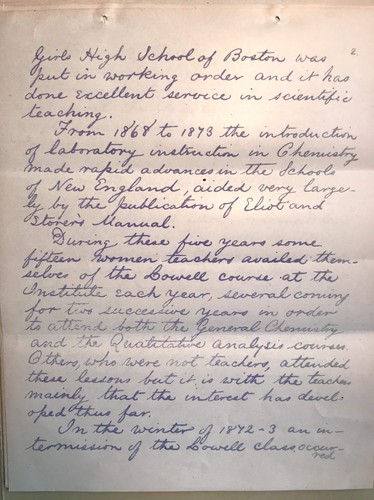 2.
Girls High School of Boston was
put in working order and it has
done excellent service in scientific
teaching.
From 1868 to 1873 the introduction
of laboratory instruction in Chemistry
made rapid advances in the Schools
of New England, aided very large-
ly by the publication of Eliot and
Storer's Manual.
During these five years some
fifteen women teachers availed them-
selves of the Lowell course at the
Institute each year, several coming
for two successive years in order
to attend both the General Chemistry
and the Qualitative Analysis courses.
Others, who were not teachers, attended
these lessons but it is with the teachers
mainly that the interest has devel-
oped thus far.
In the winter of 1872-3 an in-
termission of the Lowell class occur-
red